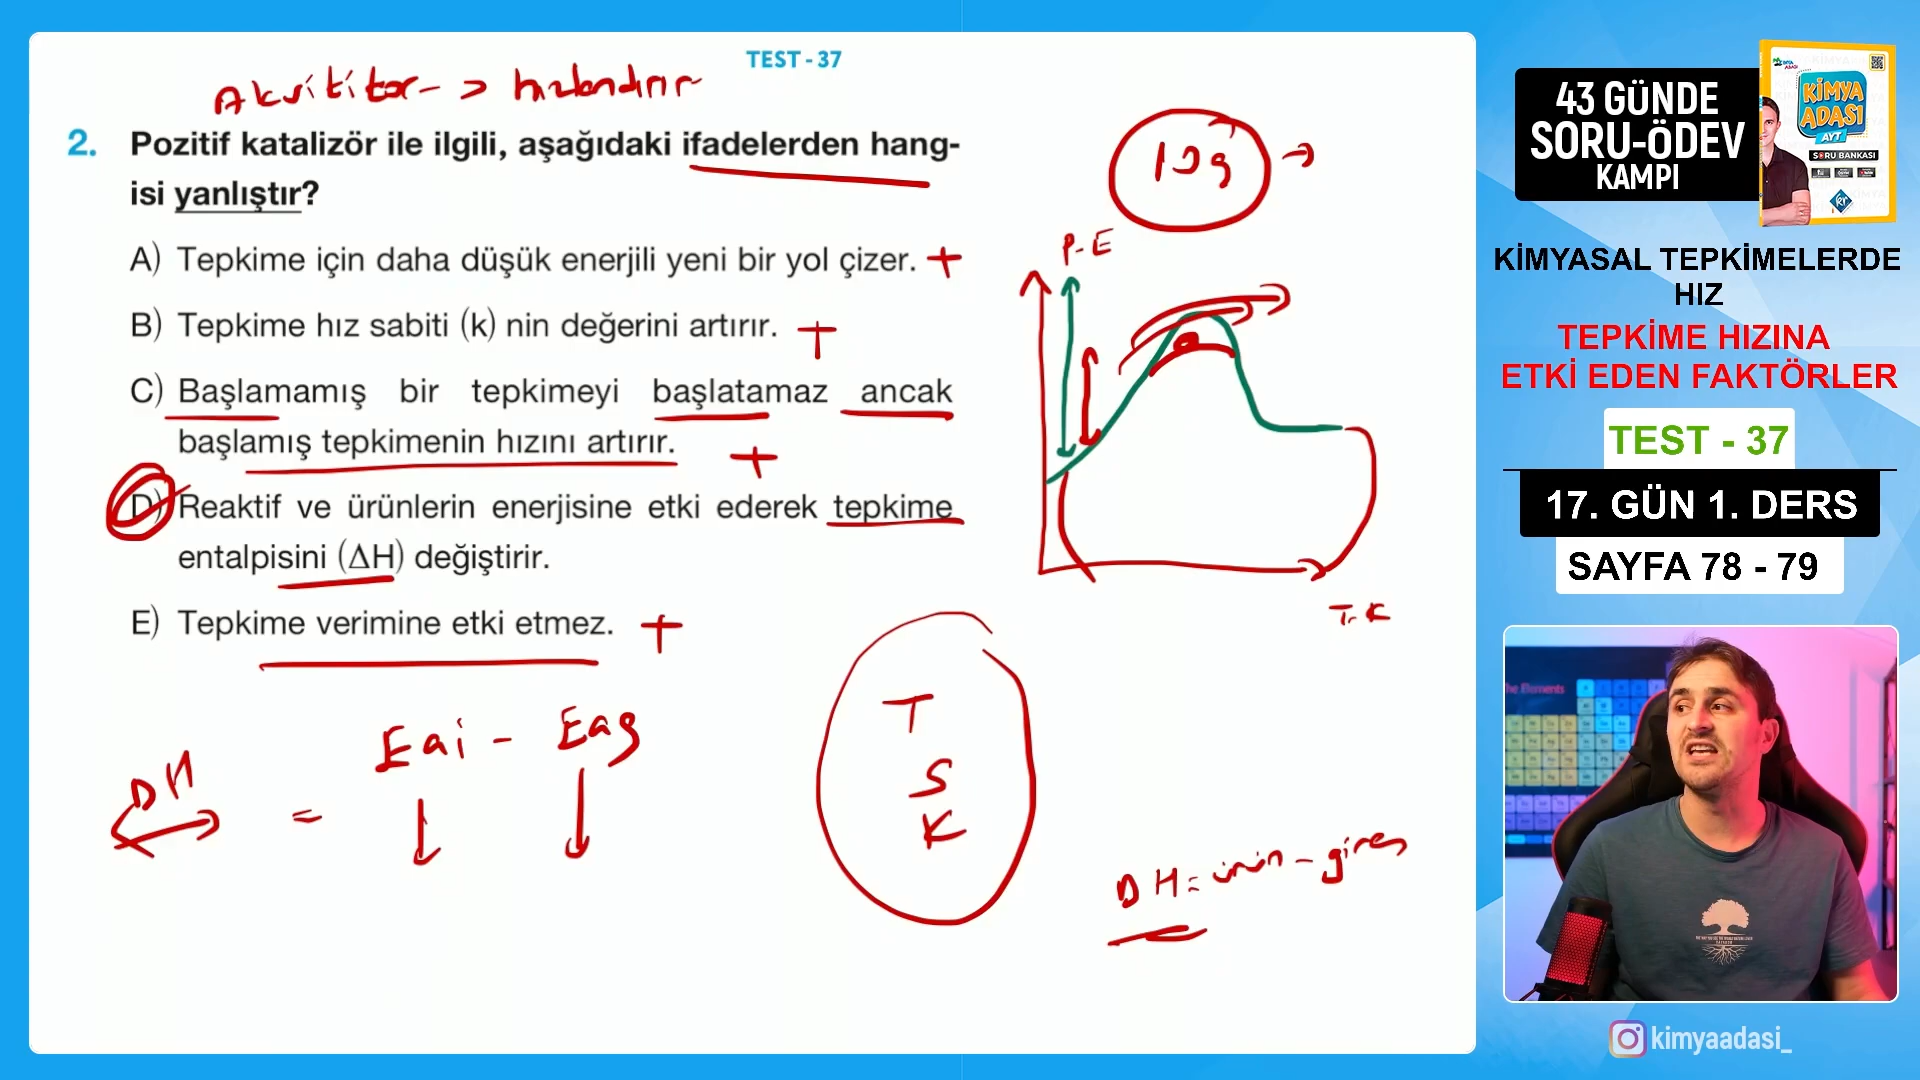 TEST - 37
Aktivitör -> hızlandırır
2. Pozitif katalizör ile ilgili, aşağıdaki ifadelerden hang-
isi yanlıştır?
A) Tepkime için daha düşük enerjili yeni bir yol çizer. +
B) Tepkime hız sabiti (k) nin değerini artırır. +
C) Başlamamış bir tepkimeyi başlatamaz ancak
başlamış tepkimenin hızını artırır. +
D) Reaktif ve ürünlerin enerjisine etki ederek tepkime
entalpisini (ΔH) değiştirir.
E) Tepkime verimine etki etmez. +
ΔH = Eai - Eag
T
S
K
10g →
P.E
T.K
ΔH = ürün - giren
43 GÜNDE
SORU-ÖDEV
KAMPI
KİMYA
ADASI
AYT
SORU BANKASI
kr
KİMYASAL TEPKİMELERDE
HIZ
TEPKİME HIZINA
ETKİ EDEN FAKTÖRLER
TEST - 37
17. GÜN 1. DERS
SAYFA 78 - 79
he Elements
kimyaadasi_